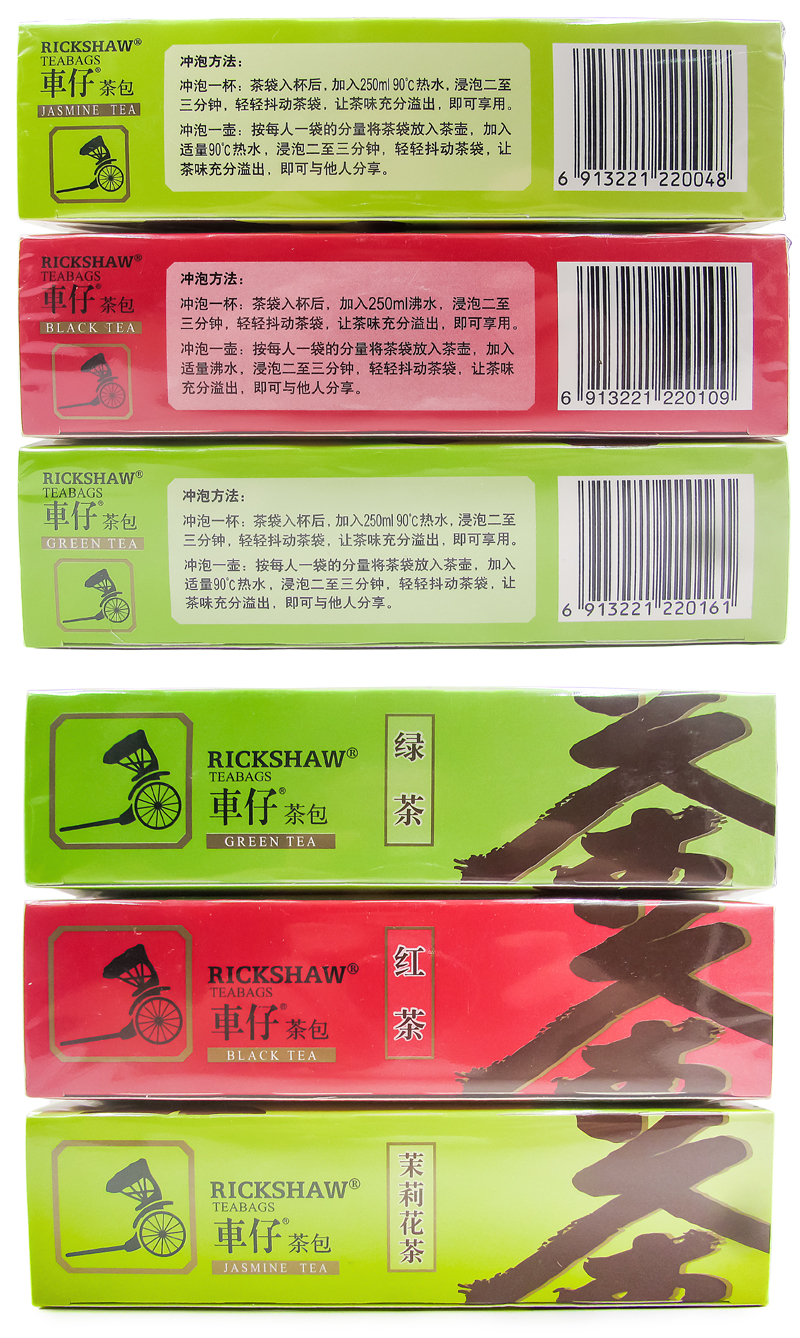 RICKSHAW®
TEABAGS
車仔®茶包
JASMINE TEA
冲泡方法：
冲泡一杯：茶袋入杯后，加入250ml 90℃热水，浸泡二至
三分钟，轻轻抖动茶袋，让茶味充分溢出，即可享用。
冲泡一壶：按每人一袋的分量将茶袋放入茶壶，加入
适量90℃热水，浸泡二至三分钟，轻轻抖动茶袋，让
茶味充分溢出，即可与他人分享。
6 913221 220048
RICKSHAW®
TEABAGS
車仔®茶包
BLACK TEA
冲泡方法：
冲泡一杯：茶袋入杯后，加入250ml沸水，浸泡二至
三分钟，轻轻抖动茶袋，让茶味充分溢出，即可享用。
冲泡一壶：按每人一袋的分量将茶袋放入茶壶，加入
适量沸水，浸泡二至三分钟，轻轻抖动茶袋，让茶味
充分溢出，即可与他人分享。
6 913221 220109
RICKSHAW®
TEABAGS
車仔®茶包
GREEN TEA
冲泡方法：
冲泡一杯：茶袋入杯后，加入250ml 90℃热水，浸泡二至
三分钟，轻轻抖动茶袋，让茶味充分溢出，即可享用。
冲泡一壶：按每人一袋的分量将茶袋放入茶壶，加入
适量90℃热水，浸泡二至三分钟，轻轻抖动茶袋，让
茶味充分溢出，即可与他人分享。
6 913221 220161
RICKSHAW®
TEABAGS
車仔®茶包
GREEN TEA
绿茶
茶
RICKSHAW®
TEABAGS
車仔®茶包
BLACK TEA
红茶
茶
RICKSHAW®
TEABAGS
車仔®茶包
JASMINE TEA
茉莉花茶
茶